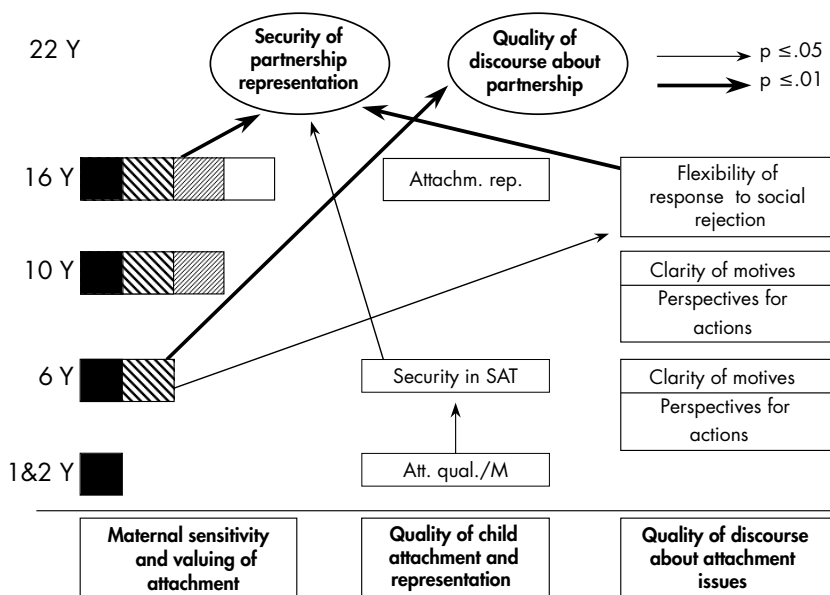 22 Y
Security of
partnership
representation
Quality of
discourse about
partnership
p ≤.05
p ≤.01
16 Y
Attachm. rep.
Flexibility of
response to social
rejection
10 Y
Clarity of motives
Perspectives for
actions
6 Y
Security in SAT
Clarity of motives
Perspectives for
actions
1&2 Y
Att. qual./M
Maternal sensitivity
and valuing of
attachment
Quality of child
attachment and
representation
Quality of discourse
about attachment
issues